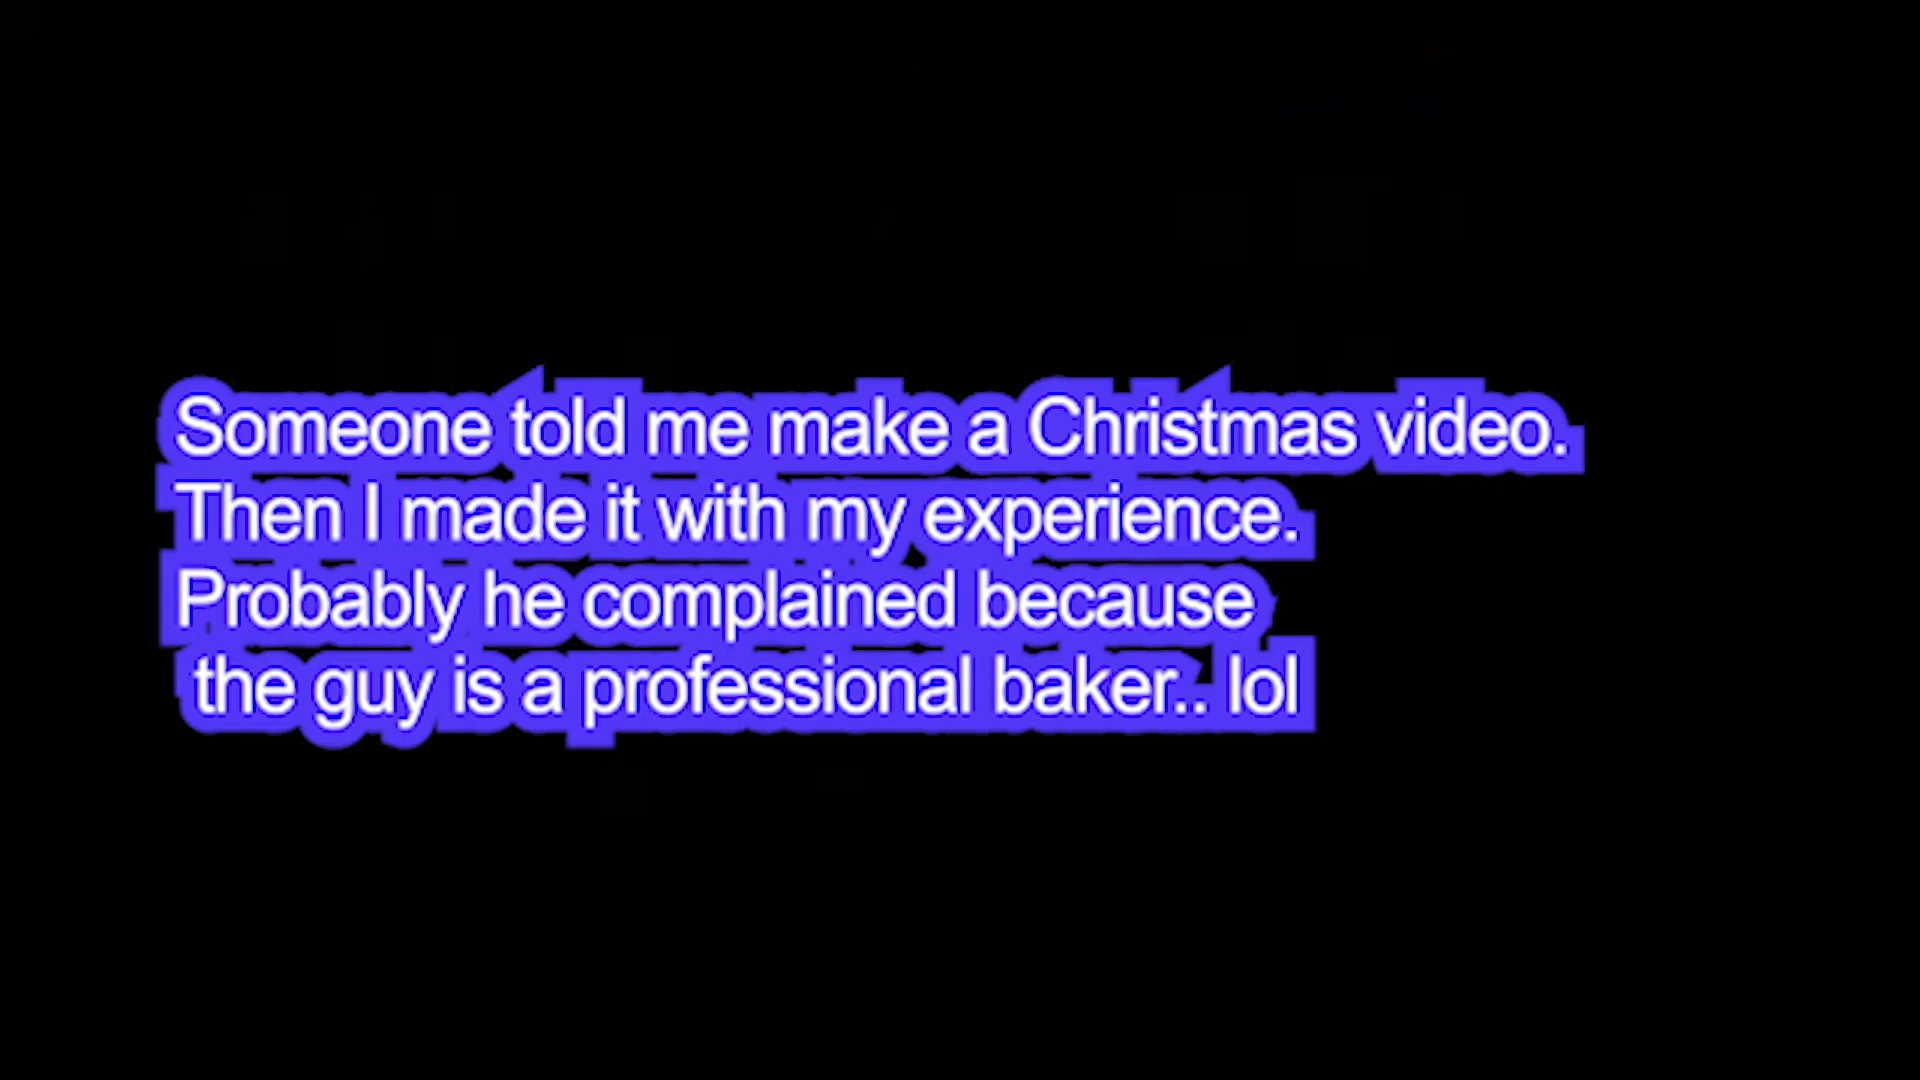 Someone told me make a Christmas video.
Then I made it with my experience.
Probably he complained because
the guy is a professional baker.. lol